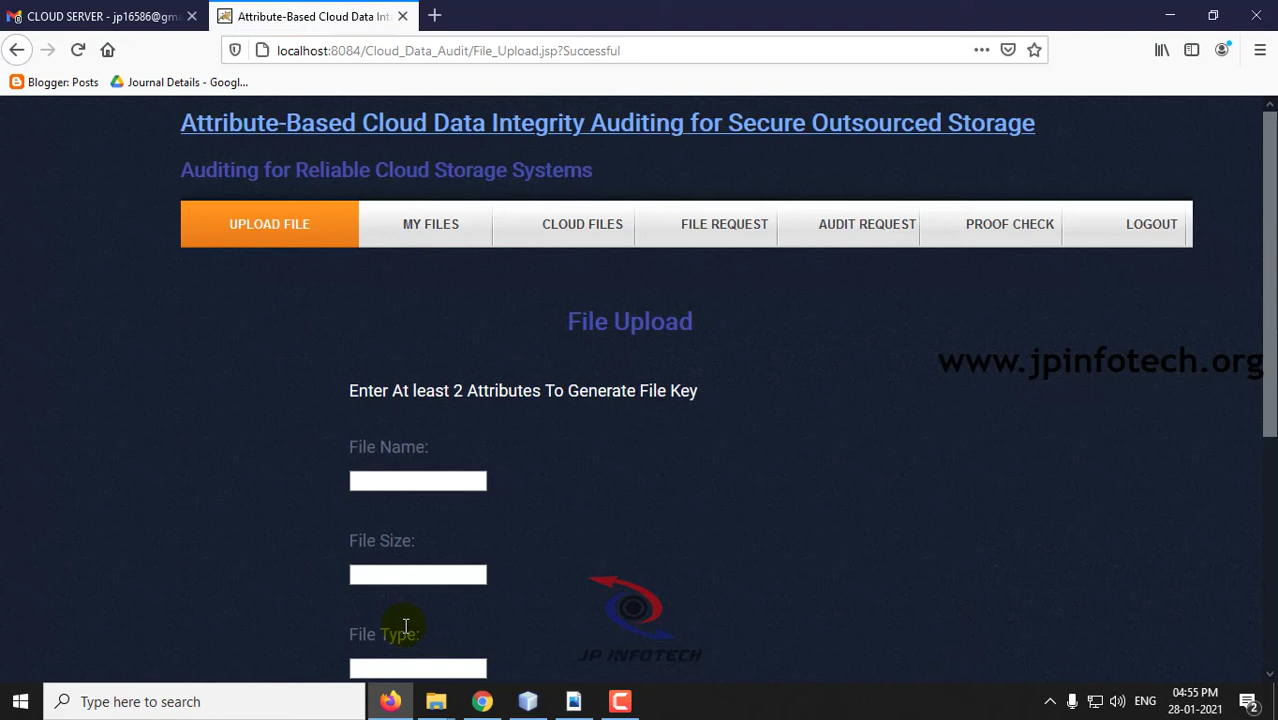 CLOUD SERVER - jp16586@gm
Attribute-Based Cloud Data Int
localhost:8084/Cloud_Data_Audit/File_Upload.jsp?Successful
Blogger: Posts
Journal Details - Googl...
Attribute-Based Cloud Data Integrity Auditing for Secure Outsourced Storage
Auditing for Reliable Cloud Storage Systems
UPLOAD FILE
MY FILES
CLOUD FILES
FILE REQUEST
AUDIT REQUEST
PROOF CHECK
LOGOUT
File Upload
www.jpinfotech.org
Enter At least 2 Attributes To Generate File Key
File Name:
File Size:
File Type:
JP INFOTECH
Type here to search
ENG
04:55 PM
28-01-2021
2